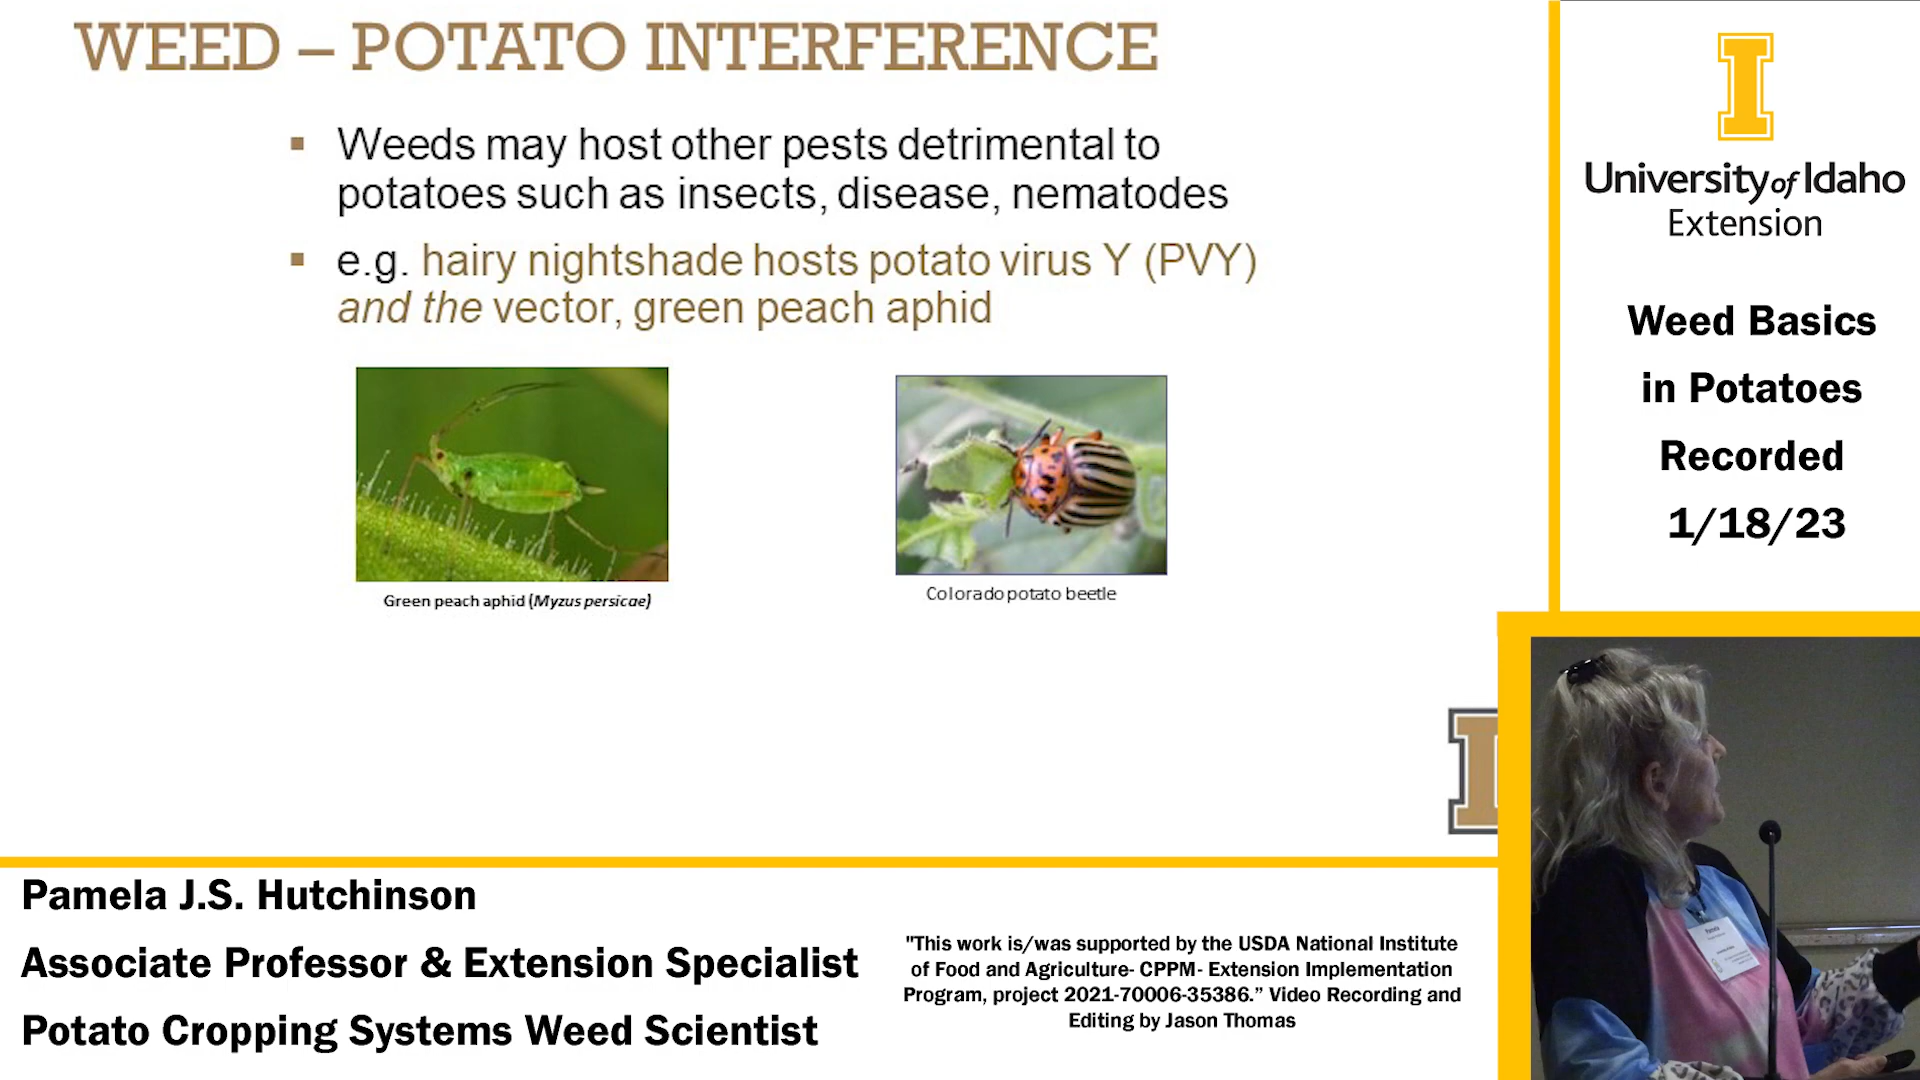 WEED – POTATO INTERFERENCE
▪ Weeds may host other pests detrimental to
potatoes such as insects, disease, nematodes
▪ e.g. hairy nightshade hosts potato virus Y (PVY)
and the vector, green peach aphid
Green peach aphid (Myzus persicae)
Colorado potato beetle
I
University of Idaho
Extension
Weed Basics
in Potatoes
Recorded
1/18/23
Pamela J.S. Hutchinson
Associate Professor & Extension Specialist
Potato Cropping Systems Weed Scientist
"This work is/was supported by the USDA National Institute
of Food and Agriculture- CPPM- Extension Implementation
Program, project 2021-70006-35386.” Video Recording and
Editing by Jason Thomas